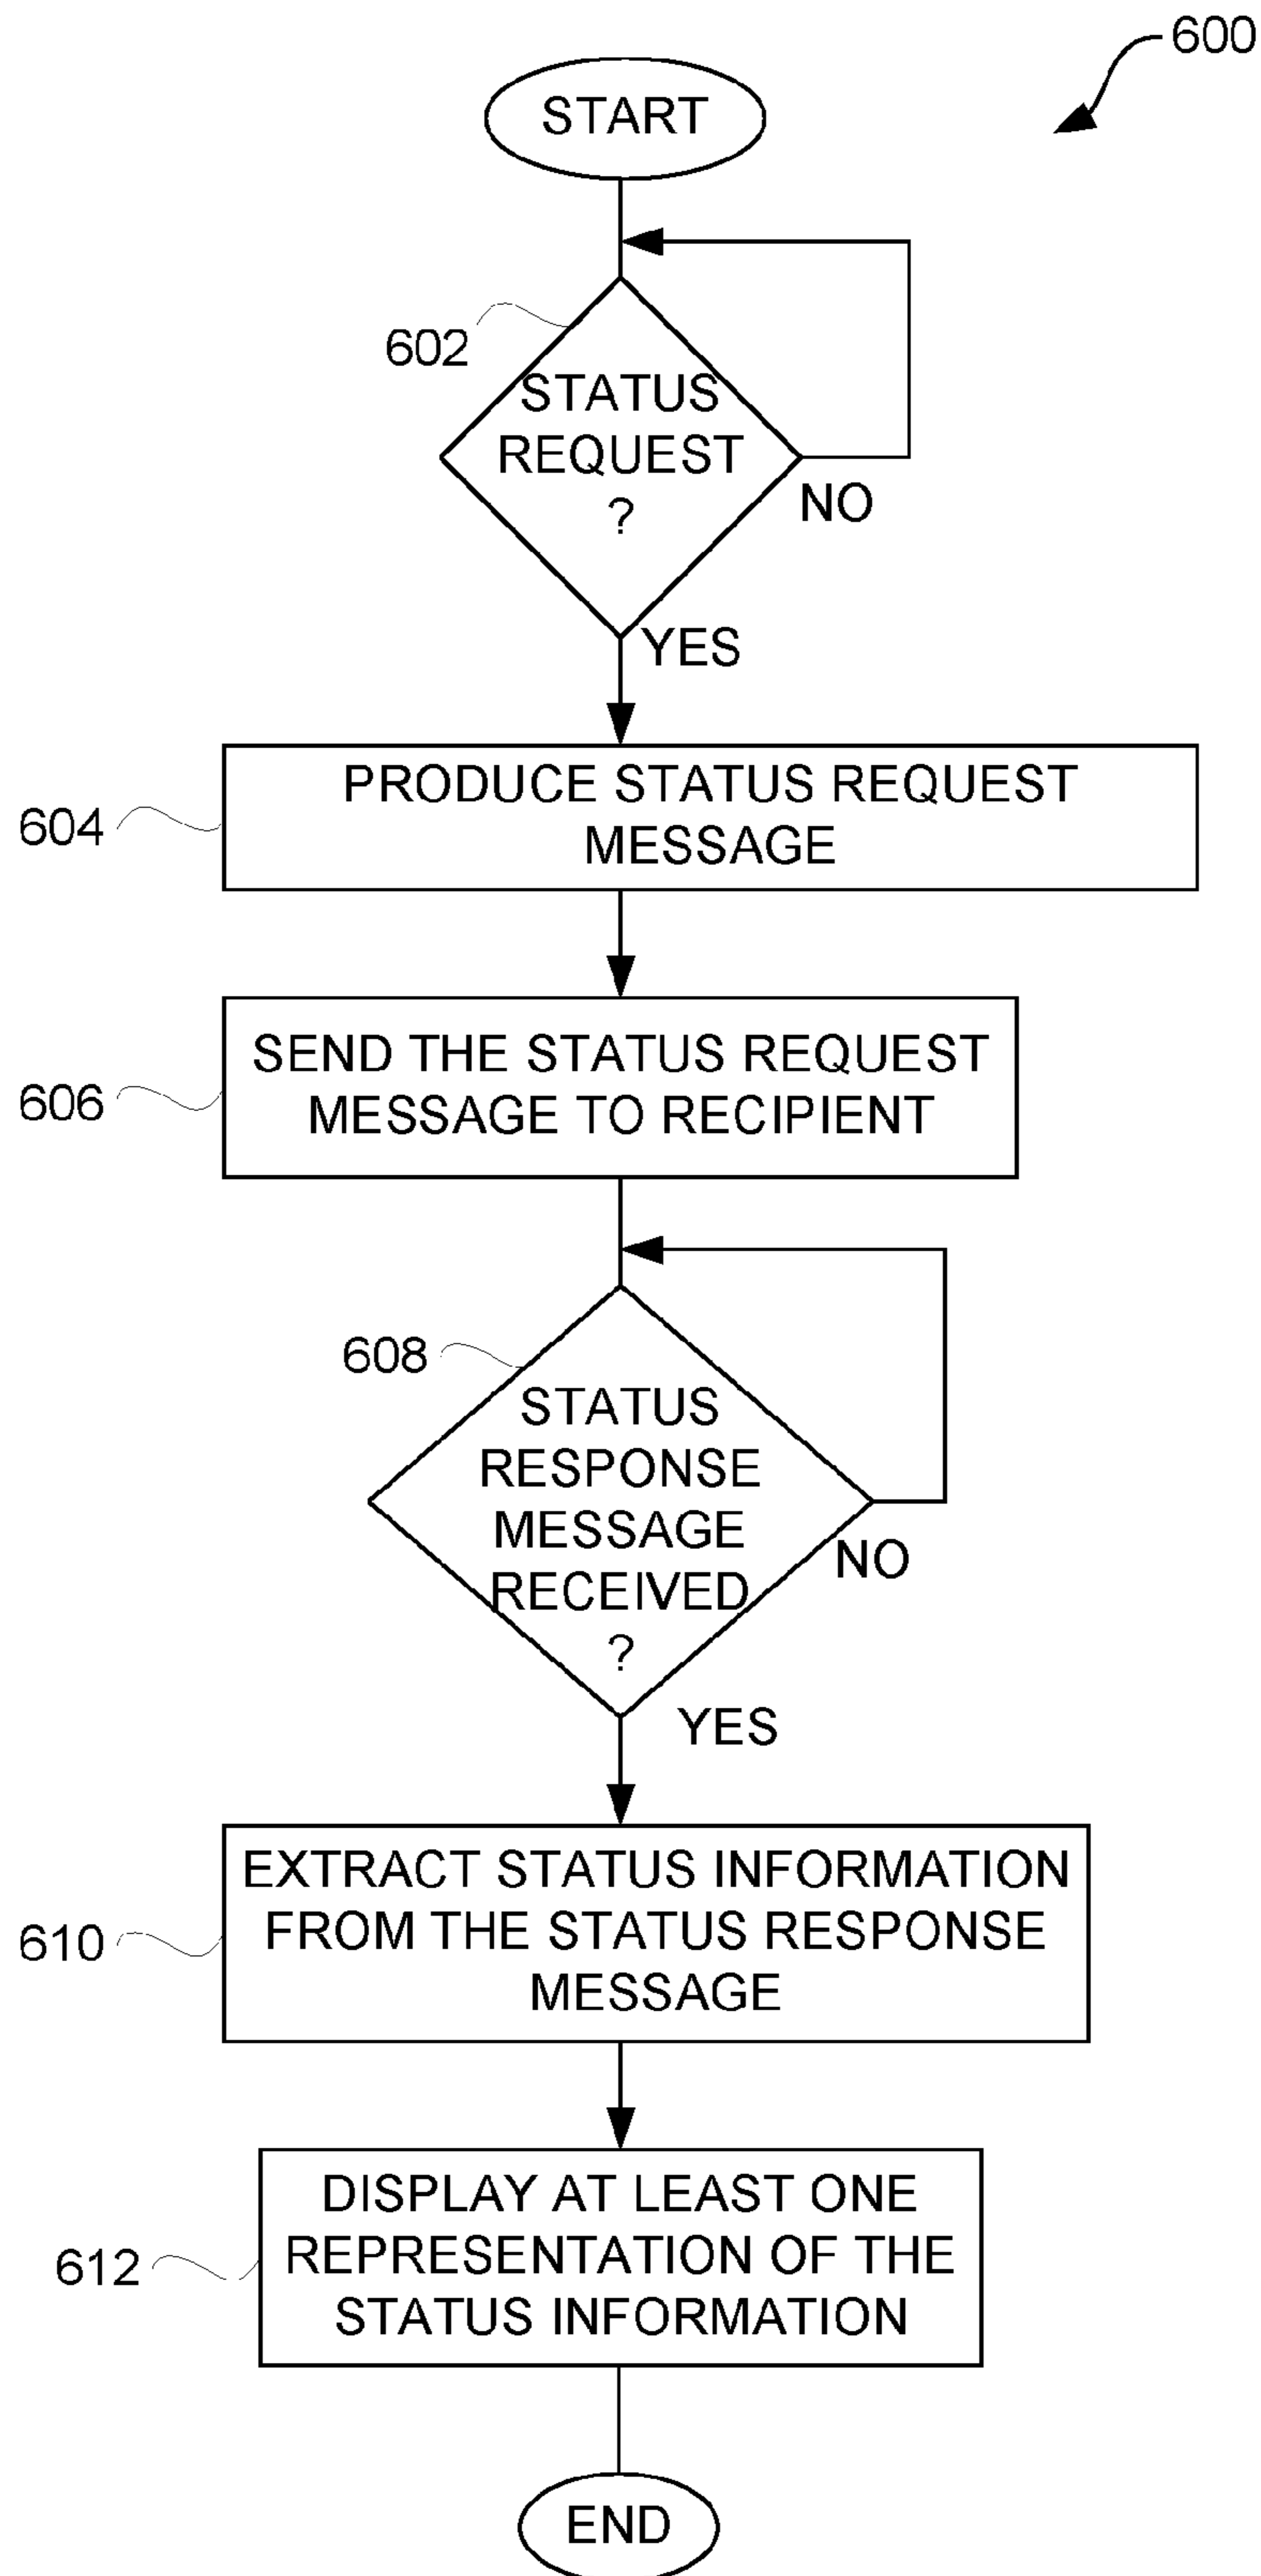 600
START
602
STATUS
REQUEST
?
NO
YES
604
PRODUCE STATUS REQUEST
MESSAGE
606
SEND THE STATUS REQUEST
MESSAGE TO RECIPIENT
608
STATUS
RESPONSE
MESSAGE
RECEIVED
?
NO
YES
610
EXTRACT STATUS INFORMATION
FROM THE STATUS RESPONSE
MESSAGE
612
DISPLAY AT LEAST ONE
REPRESENTATION OF THE
STATUS INFORMATION
END